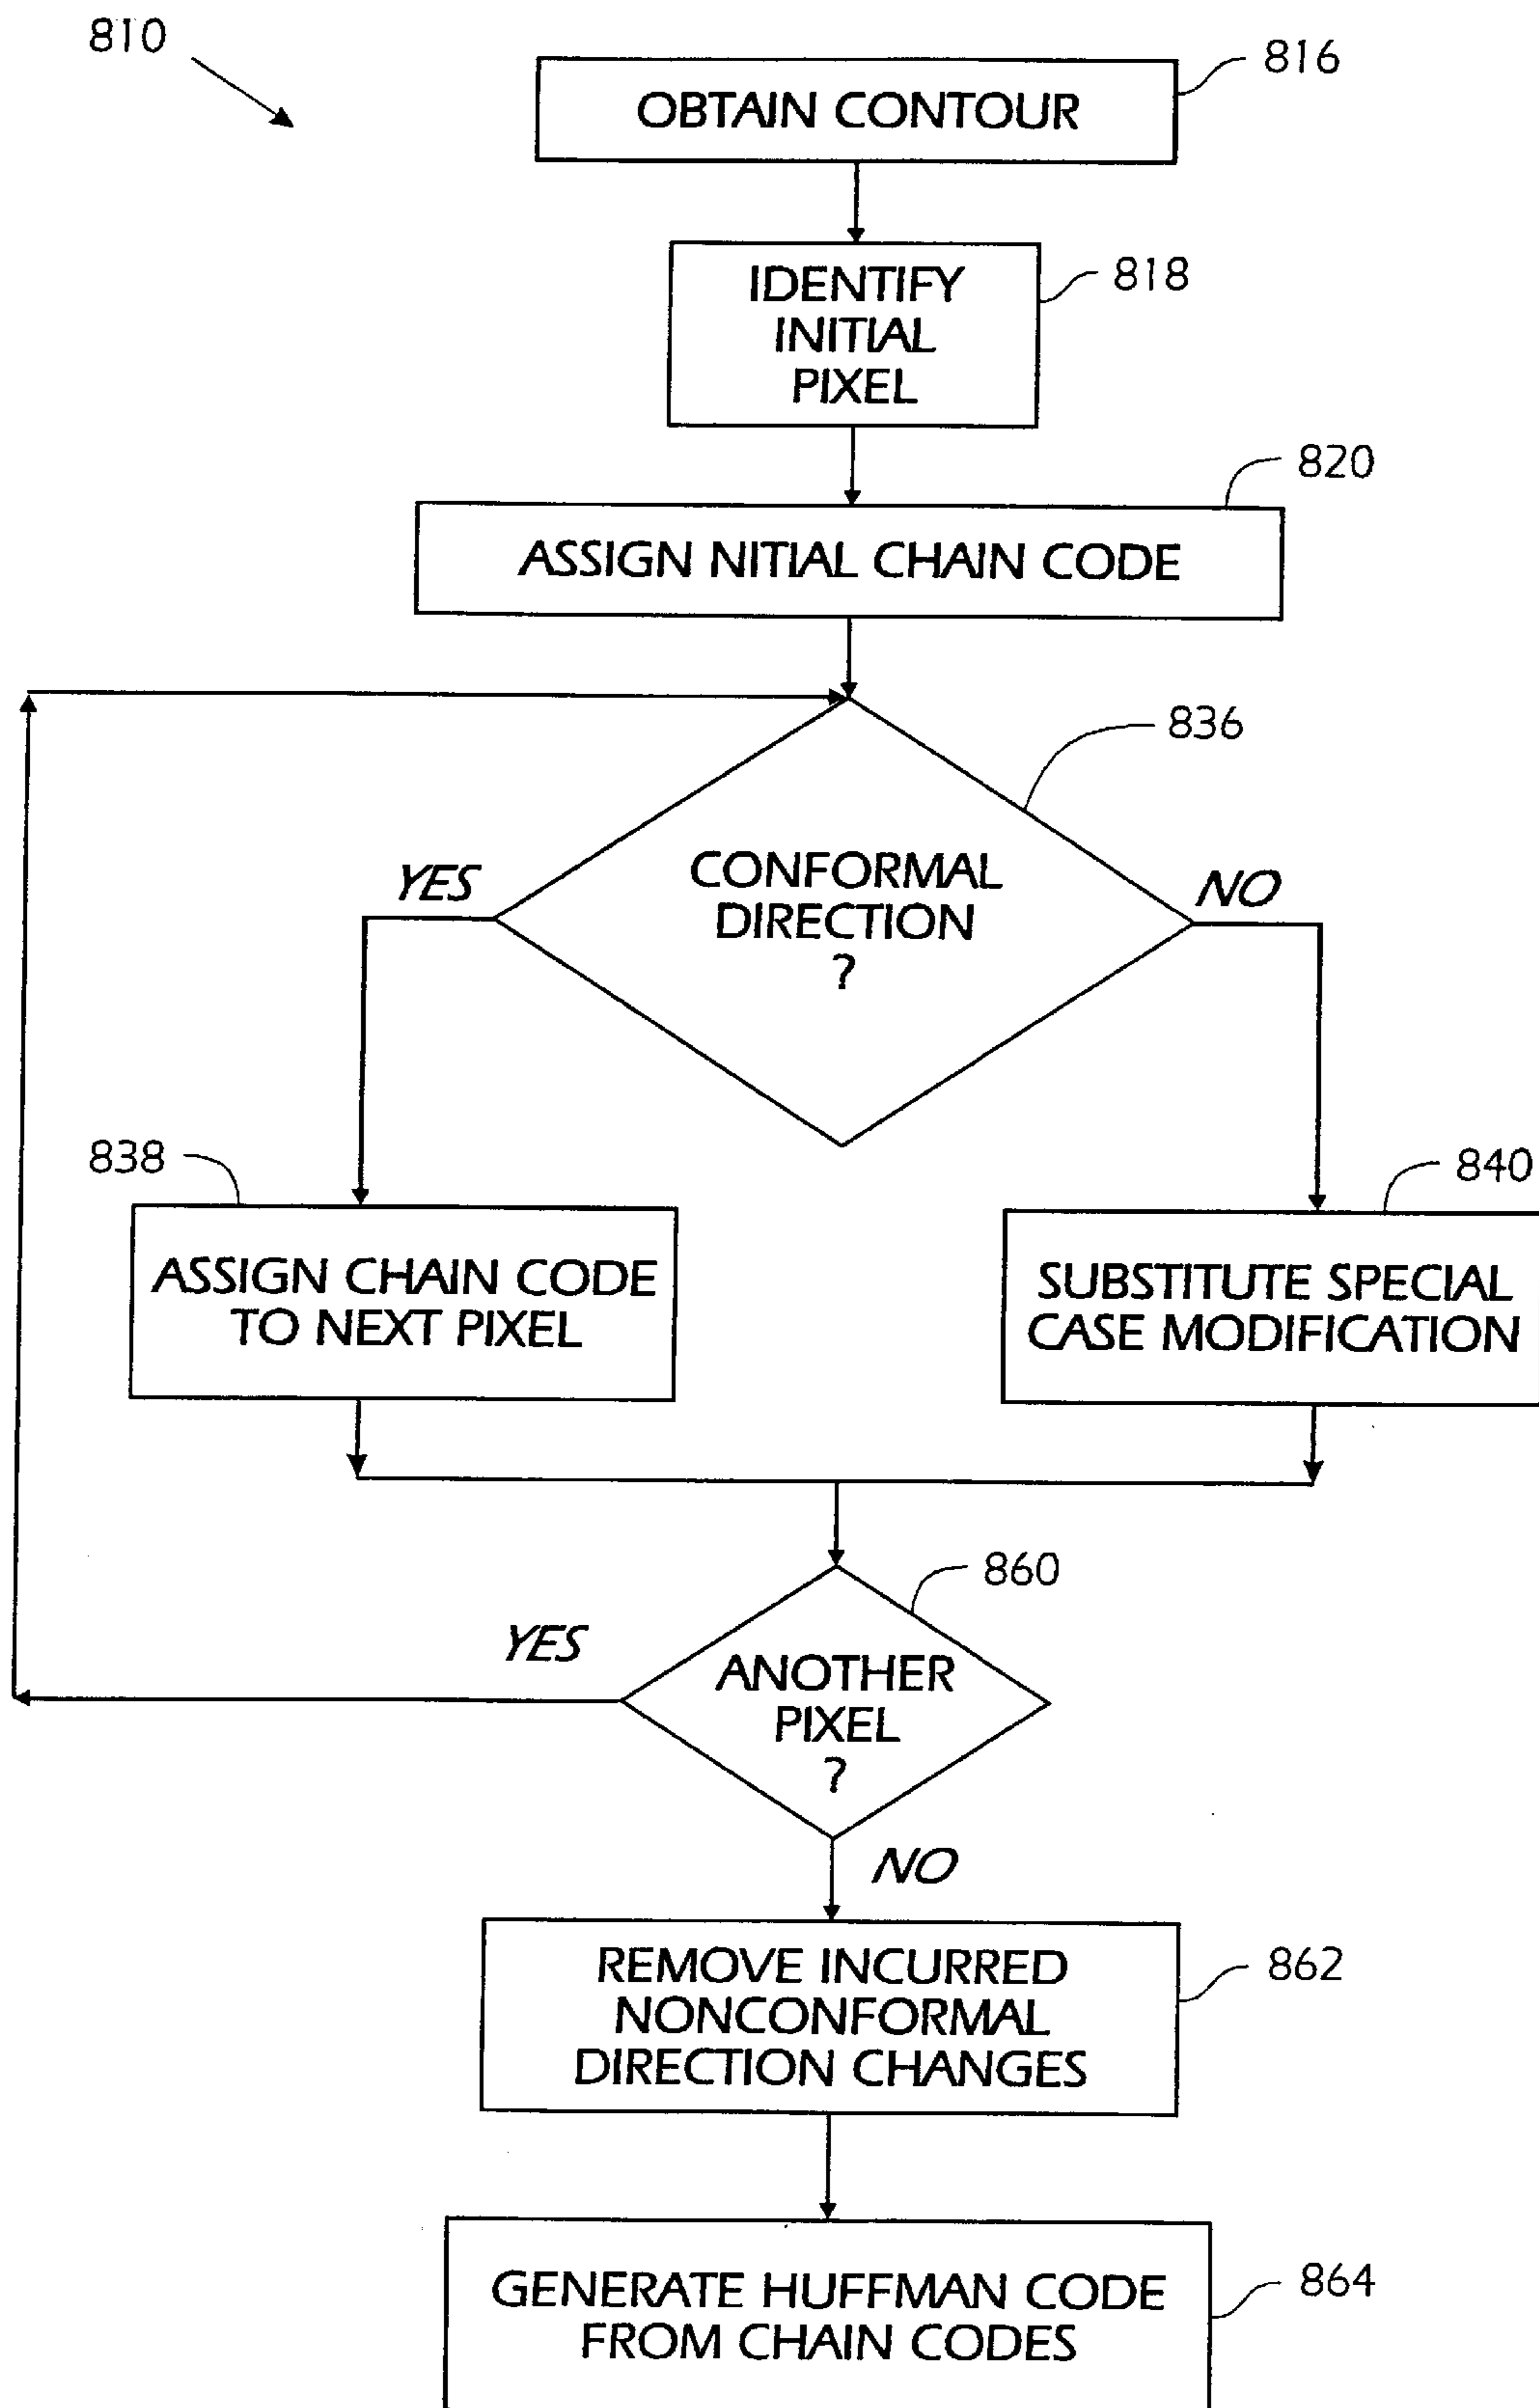 810
816
OBTAIN CONTOUR
IDENTIFY
INITIAL
PIXEL
818
820
ASSIGN NITIAL CHAIN CODE
836
CONFORMAL
DIRECTION
?
YES
NO
838
ASSIGN CHAIN CODE
TO NEXT PIXEL
840
SUBSTITUTE SPECIAL
CASE MODIFICATION
860
YES
ANOTHER
PIXEL
?
NO
REMOVE INCURRED
NONCONFORMAL
DIRECTION CHANGES
862
GENERATE HUFFMAN CODE
FROM CHAIN CODES
864